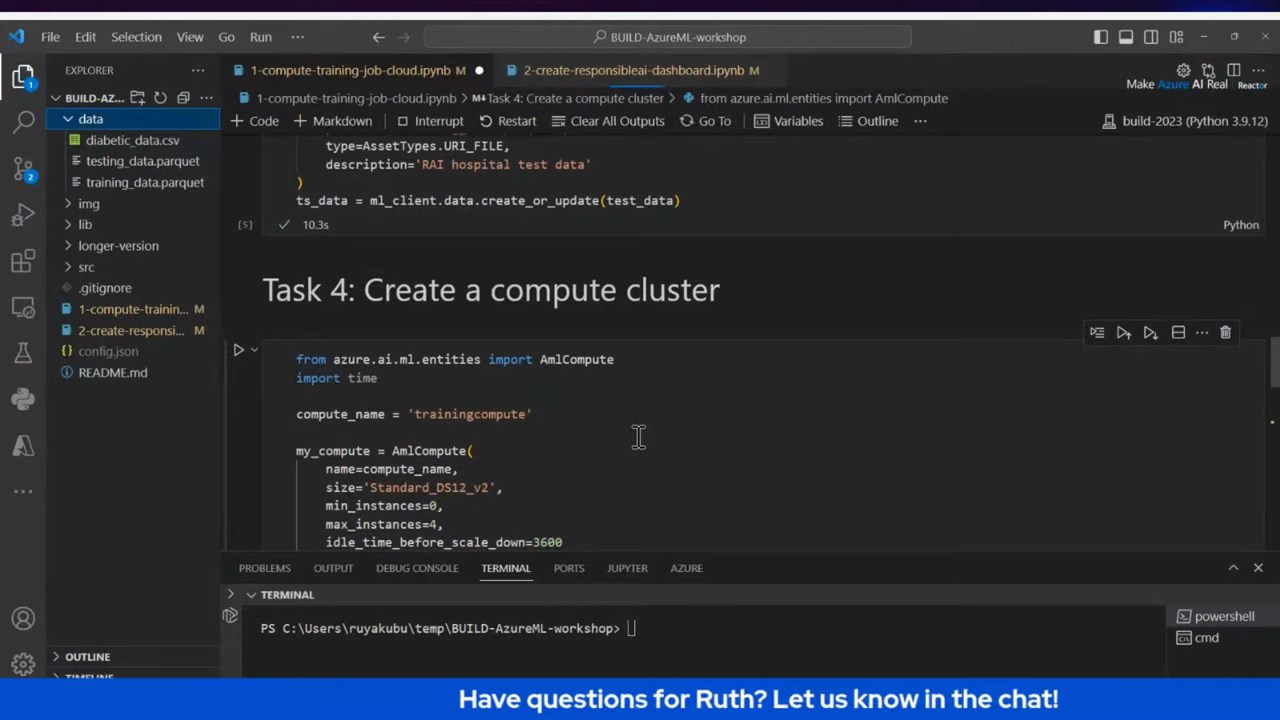 File Edit Selection View Go Run ··· BUILD-AzureML-workshop
EXPLORER ···
1-compute-training-job-cloud.ipynb M ●
2-create-responsibleai-dashboard.ipynb M
Make Azure AI Real Reactor
BUILD-AZ... ···
1-compute-training-job-cloud.ipynb > M↓Task 4: Create a compute cluster > from azure.ai.ml.entities import AmlCompute
+ Code + Markdown Interrupt Restart Clear All Outputs Go To Variables Outline ··· build-2023 (Python 3.9.12)
1
data
diabetic_data.csv
testing_data.parquet
training_data.parquet
img
lib
longer-version
src
.gitignore
1-compute-trainin... M
2-create-responsi... M
{} config.json
README.md
2
type=AssetTypes.URI_FILE,
description='RAI hospital test data'
)
ts_data = ml_client.data.create_or_update(test_data)
[5] ✓ 10.3s Python
Task 4: Create a compute cluster
from azure.ai.ml.entities import AmlCompute
import time
compute_name = 'trainingcompute'
my_compute = AmlCompute(
name=compute_name,
size='Standard_DS12_v2',
min_instances=0,
max_instances=4,
idle_time_before_scale_down=3600
PROBLEMS OUTPUT DEBUG CONSOLE TERMINAL PORTS JUPYTER AZURE
TERMINAL
PS C:\Users\ruyakubu\temp\BUILD-AzureML-workshop>
powershell
cmd
OUTLINE
Have questions for Ruth? Let us know in the chat!